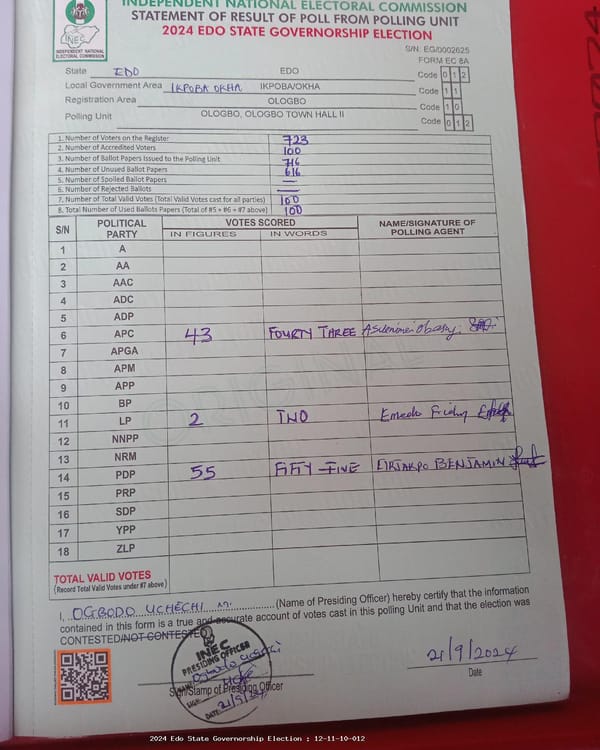 INDEPENDENT NATIONAL ELECTORAL COMMISSION
STATEMENT OF RESULT OF POLL FROM POLLING UNIT
2024 EDO STATE GOVERNORSHIP ELECTION
INEC
INDEPENDENT NATIONAL ELECTORAL COMMISSION
S/N: EG/0002625
FORM EC 8A
State EDO EDO Code 0 1 2
Local Government Area IKPOBA OKHA IKPOBA/OKHA Code 1 1
Registration Area OLOGBO Code 1 0
Polling Unit OLOGBO, OLOGBO TOWN HALL II Code 0 1 2
1. Number of Voters on the Register 723
2. Number of Accredited Voters 100
3. Number of Ballot Papers Issued to the Polling Unit 716
4. Number of Unused Ballot Papers 616
5. Number of Spoiled Ballot Papers —
6. Number of Rejected Ballots —
7. Number of Total Valid Votes (Total Valid Votes cast for all parties) 100
8. Total Number of Used Ballots Papers (Total of #5 + #6 + #7 above) 100
S/N POLITICAL PARTY VOTES SCORED NAME/SIGNATURE OF POLLING AGENT
IN FIGURES IN WORDS
1 A
2 AA
3 AAC
4 ADC
5 ADP
6 APC 43 FOURTY THREE
7 APGA
8 APM
9 APP
10 BP
11 LP 2 TWO Friday
12 NNPP
13 NRM
14 PDP 55 FIFTY-FIVE BENJAMIN
15 PRP
16 SDP
17 YPP
18 ZLP
ORIGINAL
TOTAL VALID VOTES
(Record Total Valid Votes under #7 above)
I, OGBODO UCHECHI M. (Name of Presiding Officer) hereby certify that the information
contained in this form is a true and accurate account of votes cast in this polling Unit and that the election was
CONTESTED/NOT CONTESTED
INEC
PRESIDING OFFICER
NAME: Ogbodo Uchechi
SIGN:
DATE: 21/9/24
21/9/2024
Sign/Stamp of Presiding Officer
Date
2024 Edo State Governorship Election : 12-11-10-012